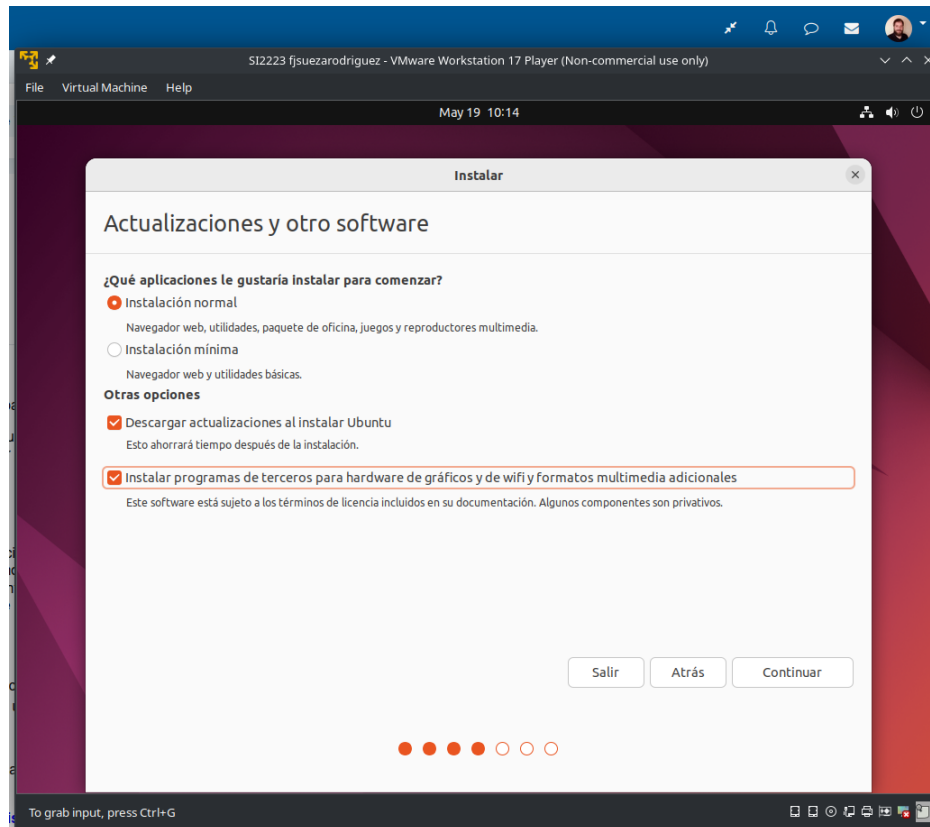 SI2223 fjsuezarodriguez - VMware Workstation 17 Player (Non-commercial use only)
File Virtual Machine Help
May 19 10:14
Instalar
Actualizaciones y otro software
¿Qué aplicaciones le gustaría instalar para comenzar?
Instalación normal
Navegador web, utilidades, paquete de oficina, juegos y reproductores multimedia.
Instalación mínima
Navegador web y utilidades básicas.
Otras opciones
Descargar actualizaciones al instalar Ubuntu
Esto ahorrará tiempo después de la instalación.
Instalar programas de terceros para hardware de gráficos y de wifi y formatos multimedia adicionales
Este software está sujeto a los términos de licencia incluidos en su documentación. Algunos componentes son privativos.
Salir Atrás Continuar
To grab input, press Ctrl+G